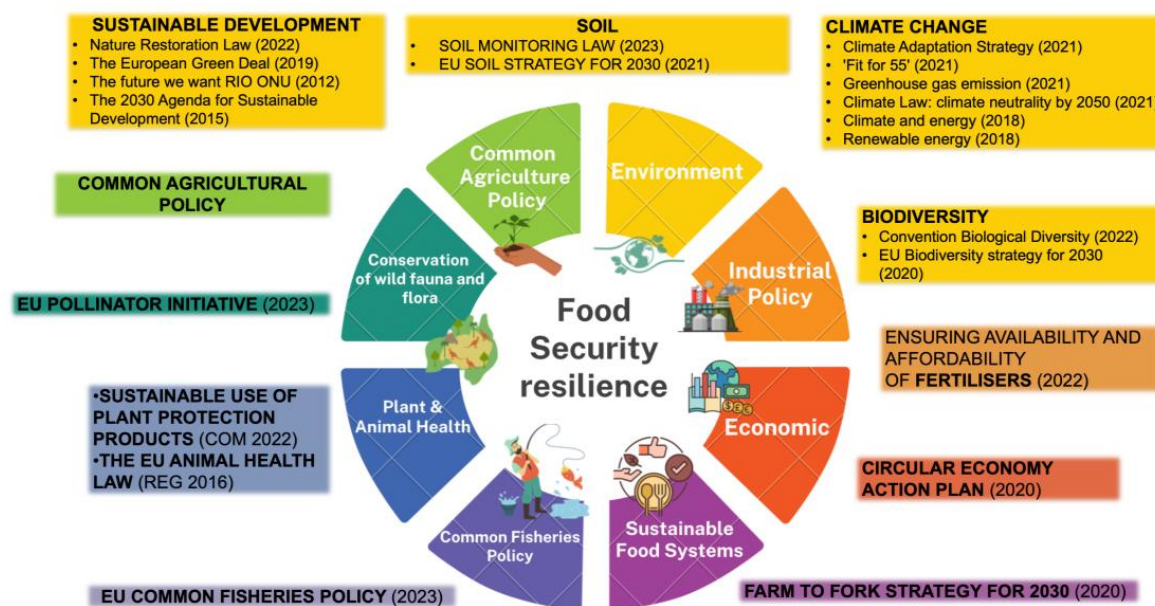 SUSTAINABLE DEVELOPMENT
• Nature Restoration Law (2022)
• The European Green Deal (2019)
• The future we want RIO ONU (2012)
• The 2030 Agenda for Sustainable
Development (2015)
SOIL
• SOIL MONITORING LAW (2023)
• EU SOIL STRATEGY FOR 2030 (2021)
CLIMATE CHANGE
• Climate Adaptation Strategy (2021)
• 'Fit for 55' (2021)
• Greenhouse gas emission (2021)
• Climate Law: climate neutrality by 2050 (2021)
• Climate and energy (2018)
• Renewable energy (2018)
COMMON AGRICULTURAL
POLICY
Common
Agriculture
Policy
Environment
BIODIVERSITY
• Convention Biological Diversity (2022)
• EU Biodiversity strategy for 2030
(2020)
Conservation
of wild fauna and
flora
Industrial
Policy
EU POLLINATOR INITIATIVE (2023)
Food
Security
resilience
ENSURING AVAILABILITY AND
AFFORDABILITY
OF FERTILISERS (2022)
•SUSTAINABLE USE OF
PLANT PROTECTION
PRODUCTS (COM 2022)
•THE EU ANIMAL HEALTH
LAW (REG 2016)
Plant &
Animal Health
Economic
CIRCULAR ECONOMY
ACTION PLAN (2020)
Common Fisheries
Policy
Sustainable
Food Systems
EU COMMON FISHERIES POLICY (2023)
FARM TO FORK STRATEGY FOR 2030 (2020)